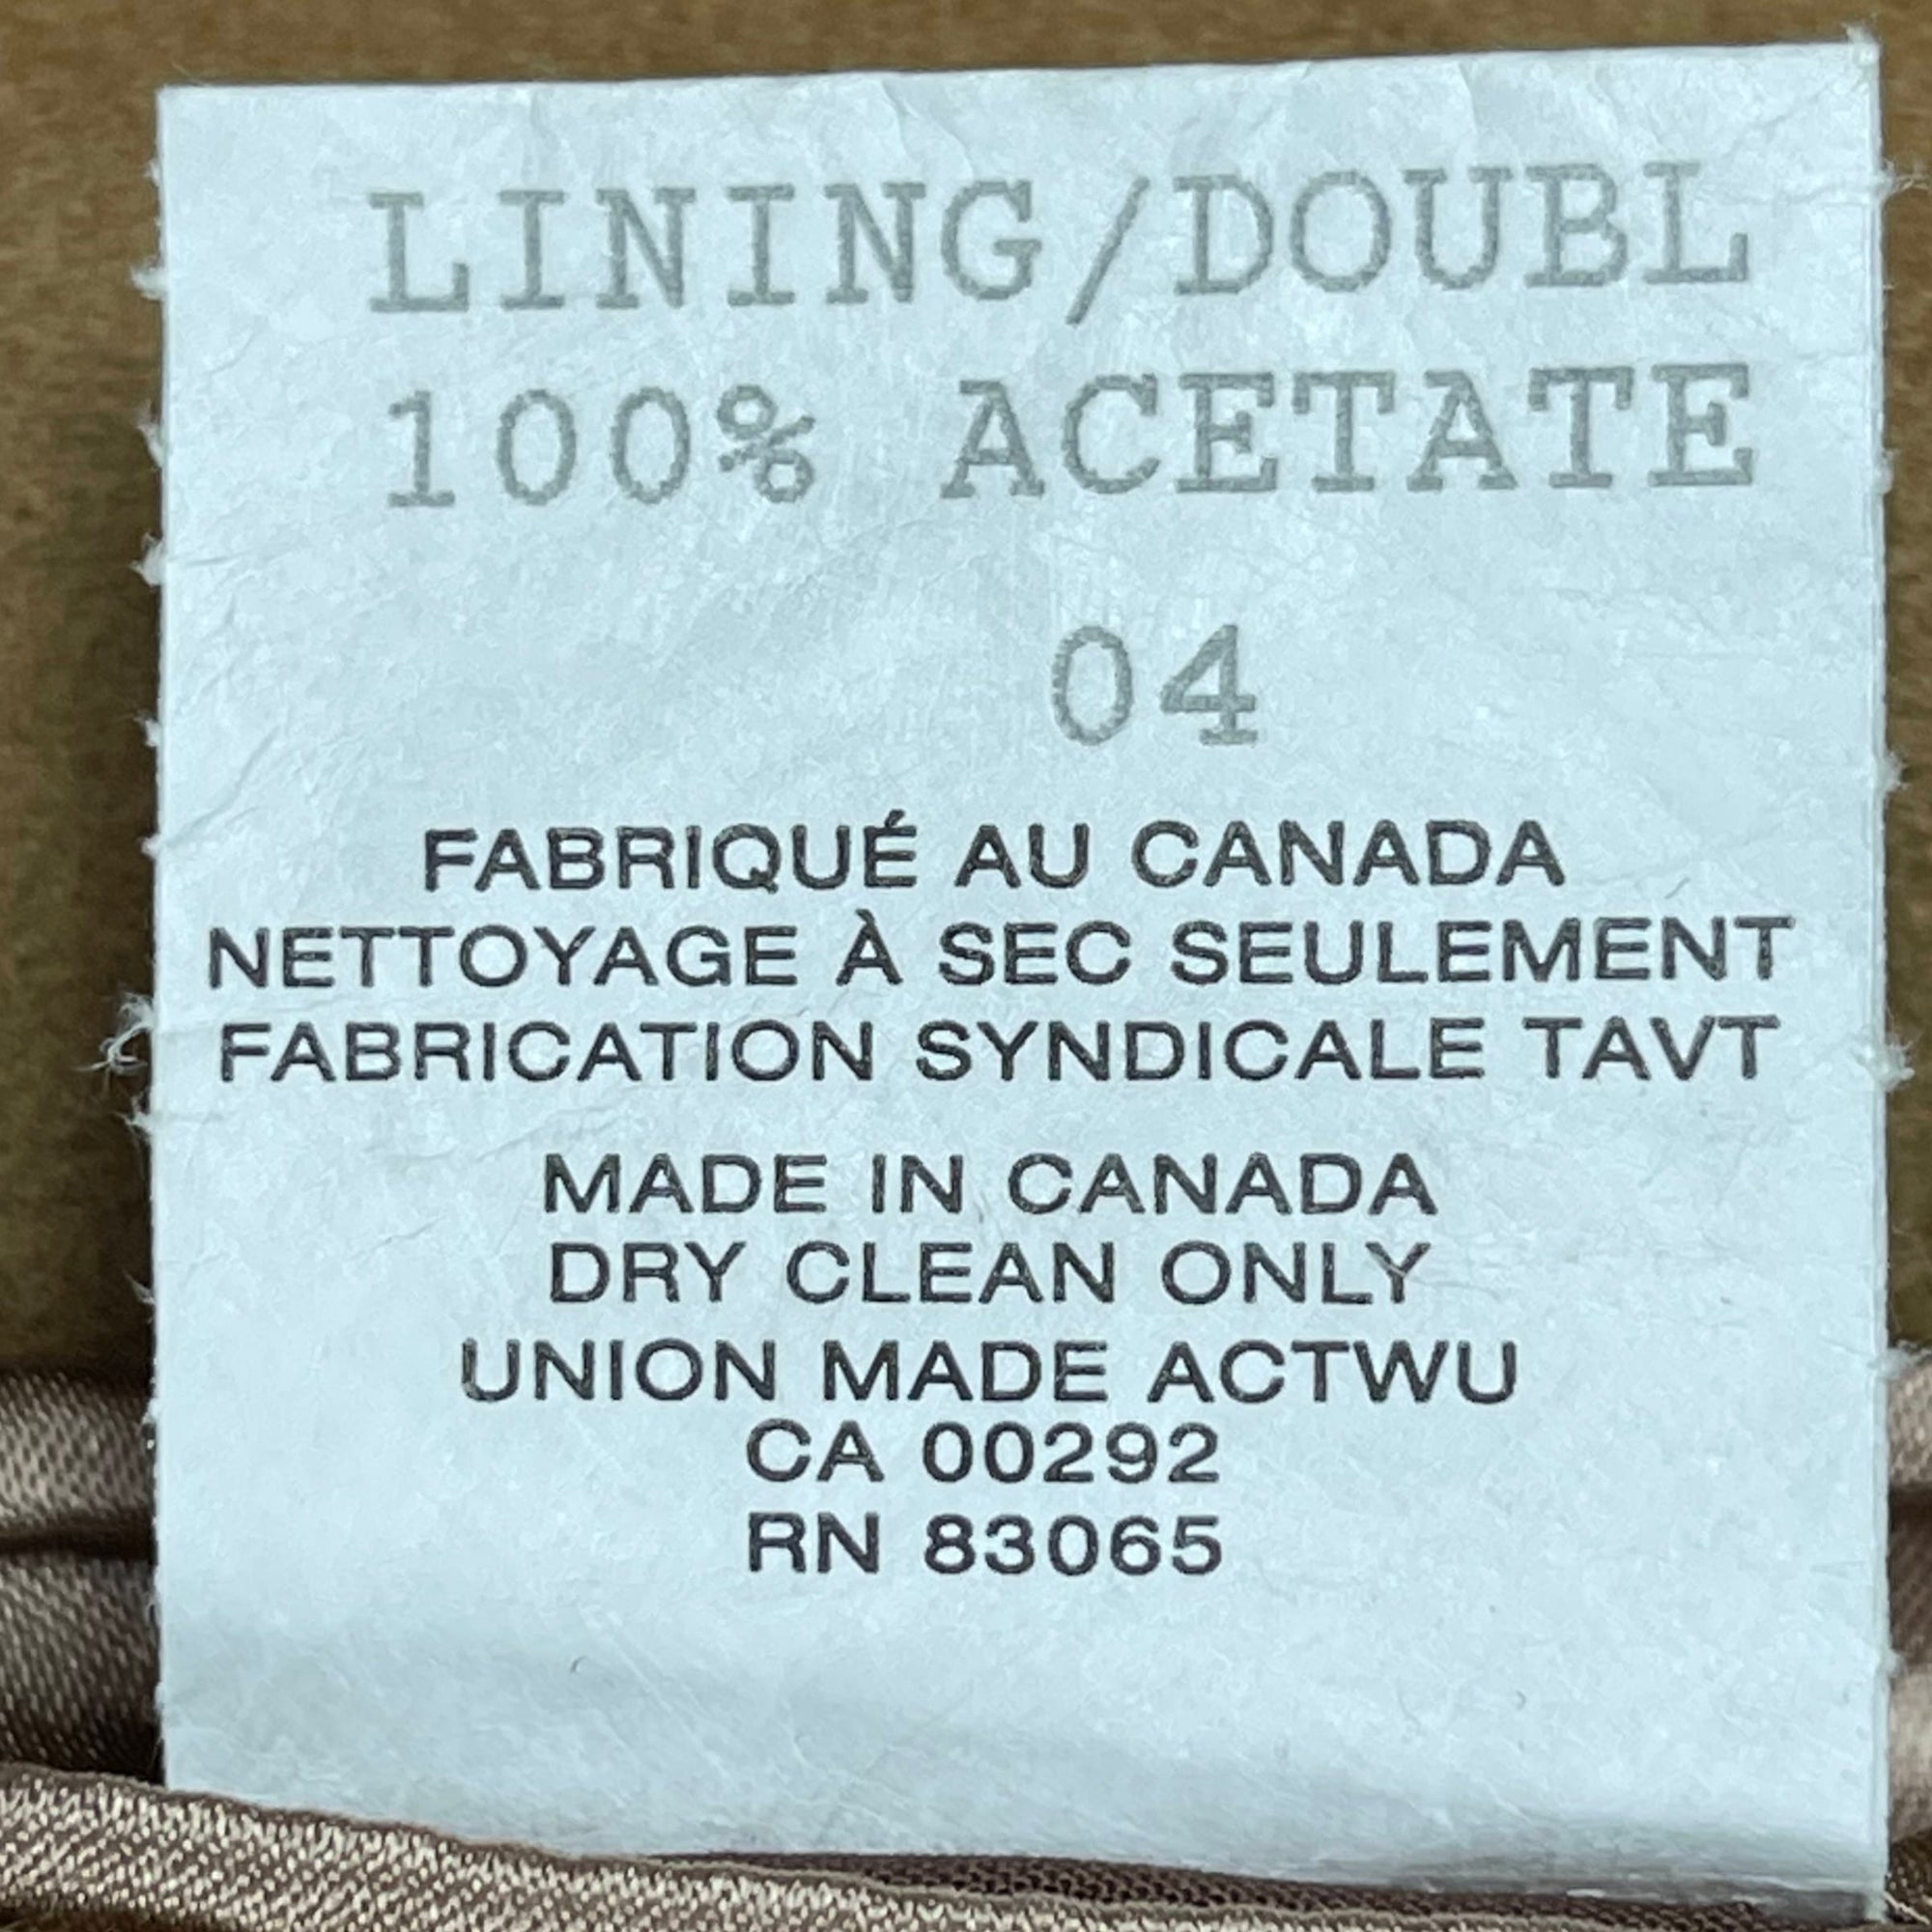 LINING/DOUBL
100% ACETATE
04
FABRIQUÉ AU CANADA
NETTOYAGE À SEC SEULEMENT
FABRICATION SYNDICALE TAVT
MADE IN CANADA
DRY CLEAN ONLY
UNION MADE ACTWU
CA 00292
RN 83065